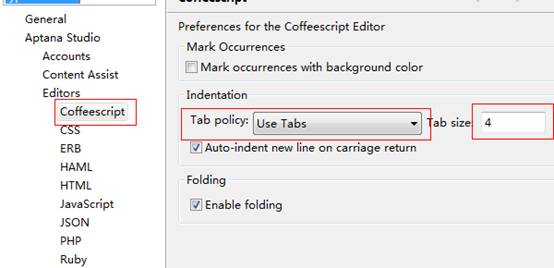 General
Aptana Studio
Accounts
Content Assist
Editors
Coffeescript
CSS
ERB
HAML
HTML
JavaScript
JSON
PHP
Ruby
Coffeescript
Preferences for the Coffeescript Editor
Mark Occurrences
Mark occurrences with background color
Indentation
Tab policy: Use Tabs Tab size: 4
Auto-indent new line on carriage return
Folding
Enable folding